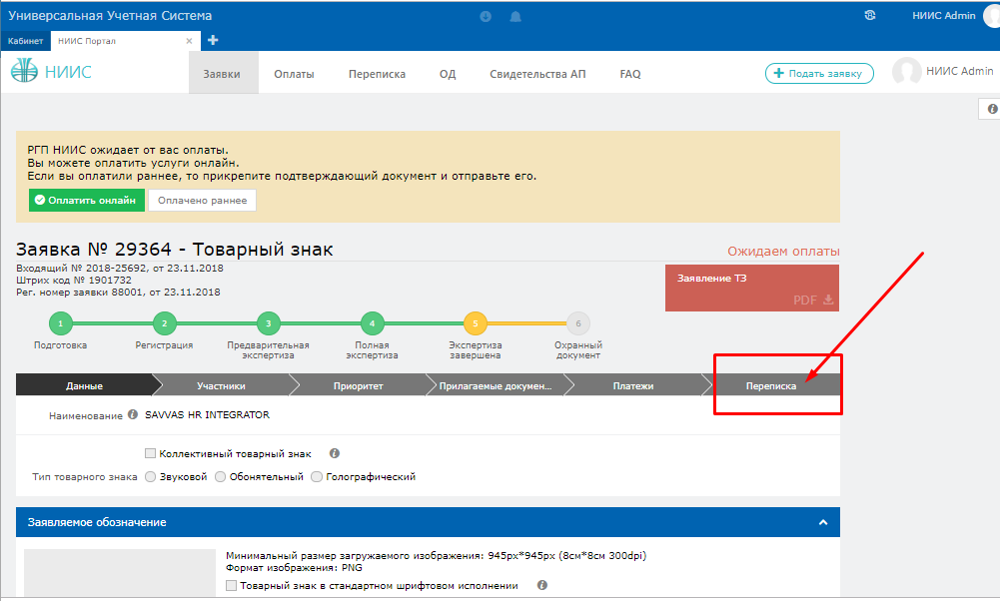 Универсальная Учетная Система
НИИС Admin
Кабинет
НИИС Портал
НИИС
Заявки
Оплаты
Переписка
ОД
Свидетельства АП
FAQ
+ Подать заявку
НИИС Admin
РГП НИИС ожидает от вас оплаты.
Вы можете оплатить услуги онлайн.
Если вы оплатили раннее, то прикрепите подтверждающий документ и отправьте его.
Оплатить онлайн
Оплачено раннее
Заявка № 29364 - Товарный знак
Ожидаем оплаты
Входящий № 2018-25692, от 23.11.2018
Штрих код № 1901732
Рег. номер заявки 88001, от 23.11.2018
Заявление ТЗ
PDF
1
2
3
4
5
6
Подготовка
Регистрация
Предварительная
экспертиза
Полная
экспертиза
Экспертиза
завершена
Охранный
документ
Данные
Участники
Приоритет
Прилагаемые докумен...
Платежи
Переписка
Наименование
SAVVAS HR INTEGRATOR
Коллективный товарный знак
Тип товарного знака
Звуковой
Обонятельный
Голографический
Заявляемое обозначение
Минимальный размер загружаемого изображения: 945px*945px (8см*8см 300dpi)
Формат изображения: PNG
Товарный знак в стандартном шрифтовом исполнении